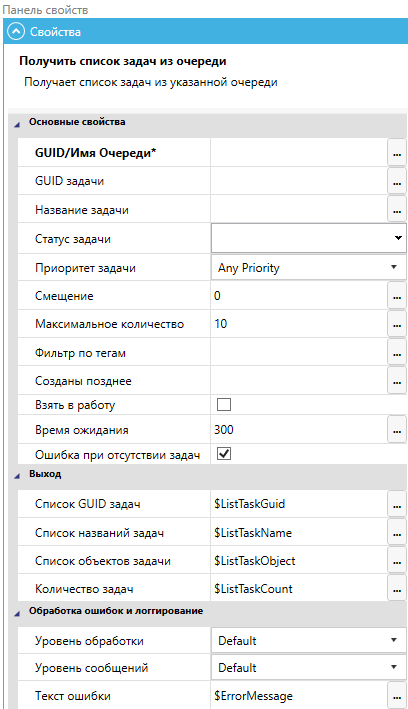 Панель свойств
Свойства
Получить список задач из очереди
Получает список задач из указанной очереди
Основные свойства
GUID/Имя Очереди* ...
GUID задачи ...
Название задачи ...
Статус задачи
Приоритет задачи Any Priority
Смещение 0 ...
Максимальное количество 10 ...
Фильтр по тегам ...
Созданы позднее ...
Взять в работу
Время ожидания 300 ...
Ошибка при отсутствии задач
Выход
Список GUID задач $ListTaskGuid ...
Список названий задач $ListTaskName ...
Список объектов задачи $ListTaskObject ...
Количество задач $ListTaskCount ...
Обработка ошибок и логгирование
Уровень обработки Default
Уровень сообщений Default
Текст ошибки $ErrorMessage ...